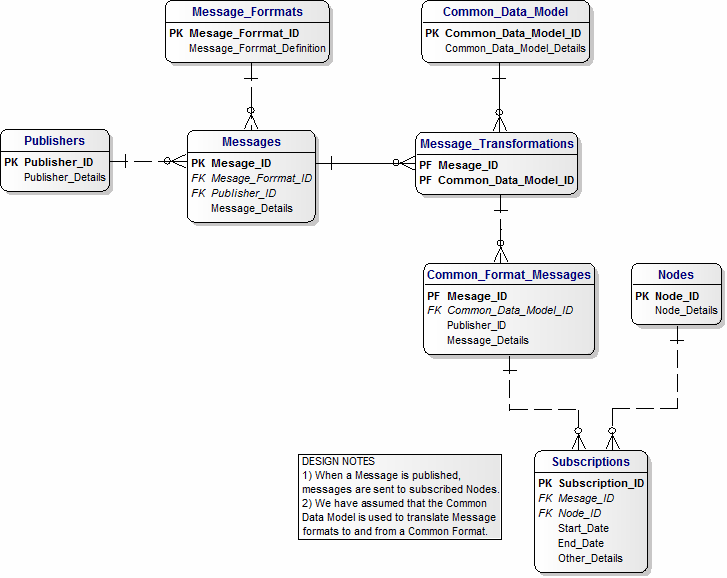 Message_Forrmats
PK Mesage_Forrmat_ID
Message_Forrmat_Definition
Common_Data_Model
PK Common_Data_Model_ID
Common_Data_Model_Details
Publishers
PK Publisher_ID
Publisher_Details
Messages
PK Mesage_ID
FK Mesage_Forrmat_ID
FK Publisher_ID
Message_Details
Message_Transformations
PF Mesage_ID
PF Common_Data_Model_ID
Common_Format_Messages
PF Mesage_ID
FK Common_Data_Model_ID
Publisher_ID
Message_Details
Nodes
PK Node_ID
Node_Details
DESIGN NOTES
1) When a Message is published,
messages are sent to subscribed Nodes.
2) We have assumed that the Common
Data Model is used to translate Message
formats to and from a Common Format.
Subscriptions
PK Subscription_ID
FK Mesage_ID
FK Node_ID
Start_Date
End_Date
Other_Details